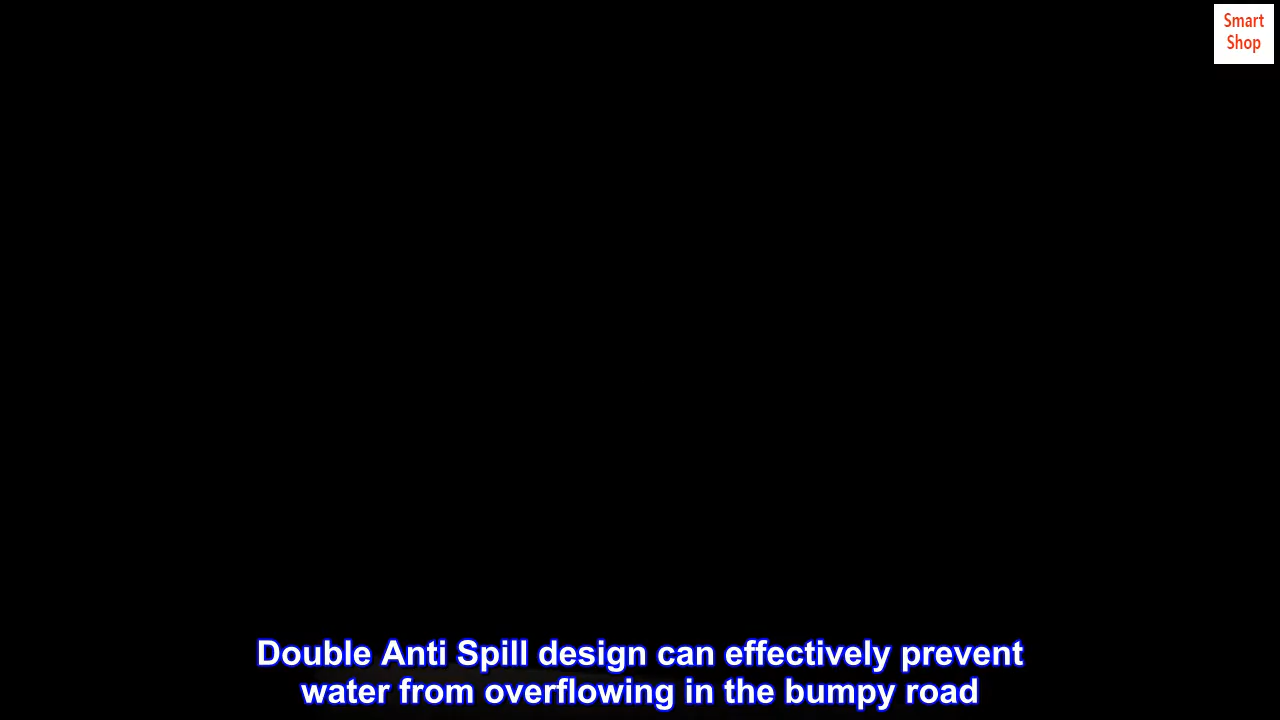 Smart
Shop
Double Anti Spill design can effectively prevent
water from overflowing in the bumpy road